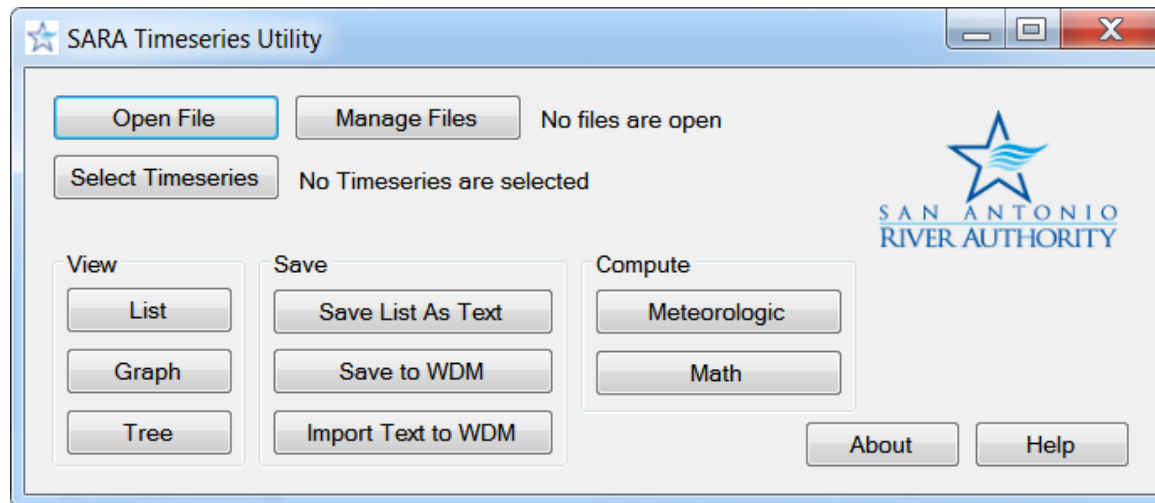 SARA Timeseries Utility
Open File
Manage Files
No files are open
Select Timeseries
No Timeseries are selected
SAN ANTONIO
RIVER AUTHORITY
View
List
Graph
Tree
Save
Save List As Text
Save to WDM
Import Text to WDM
Compute
Meteorologic
Math
About
Help